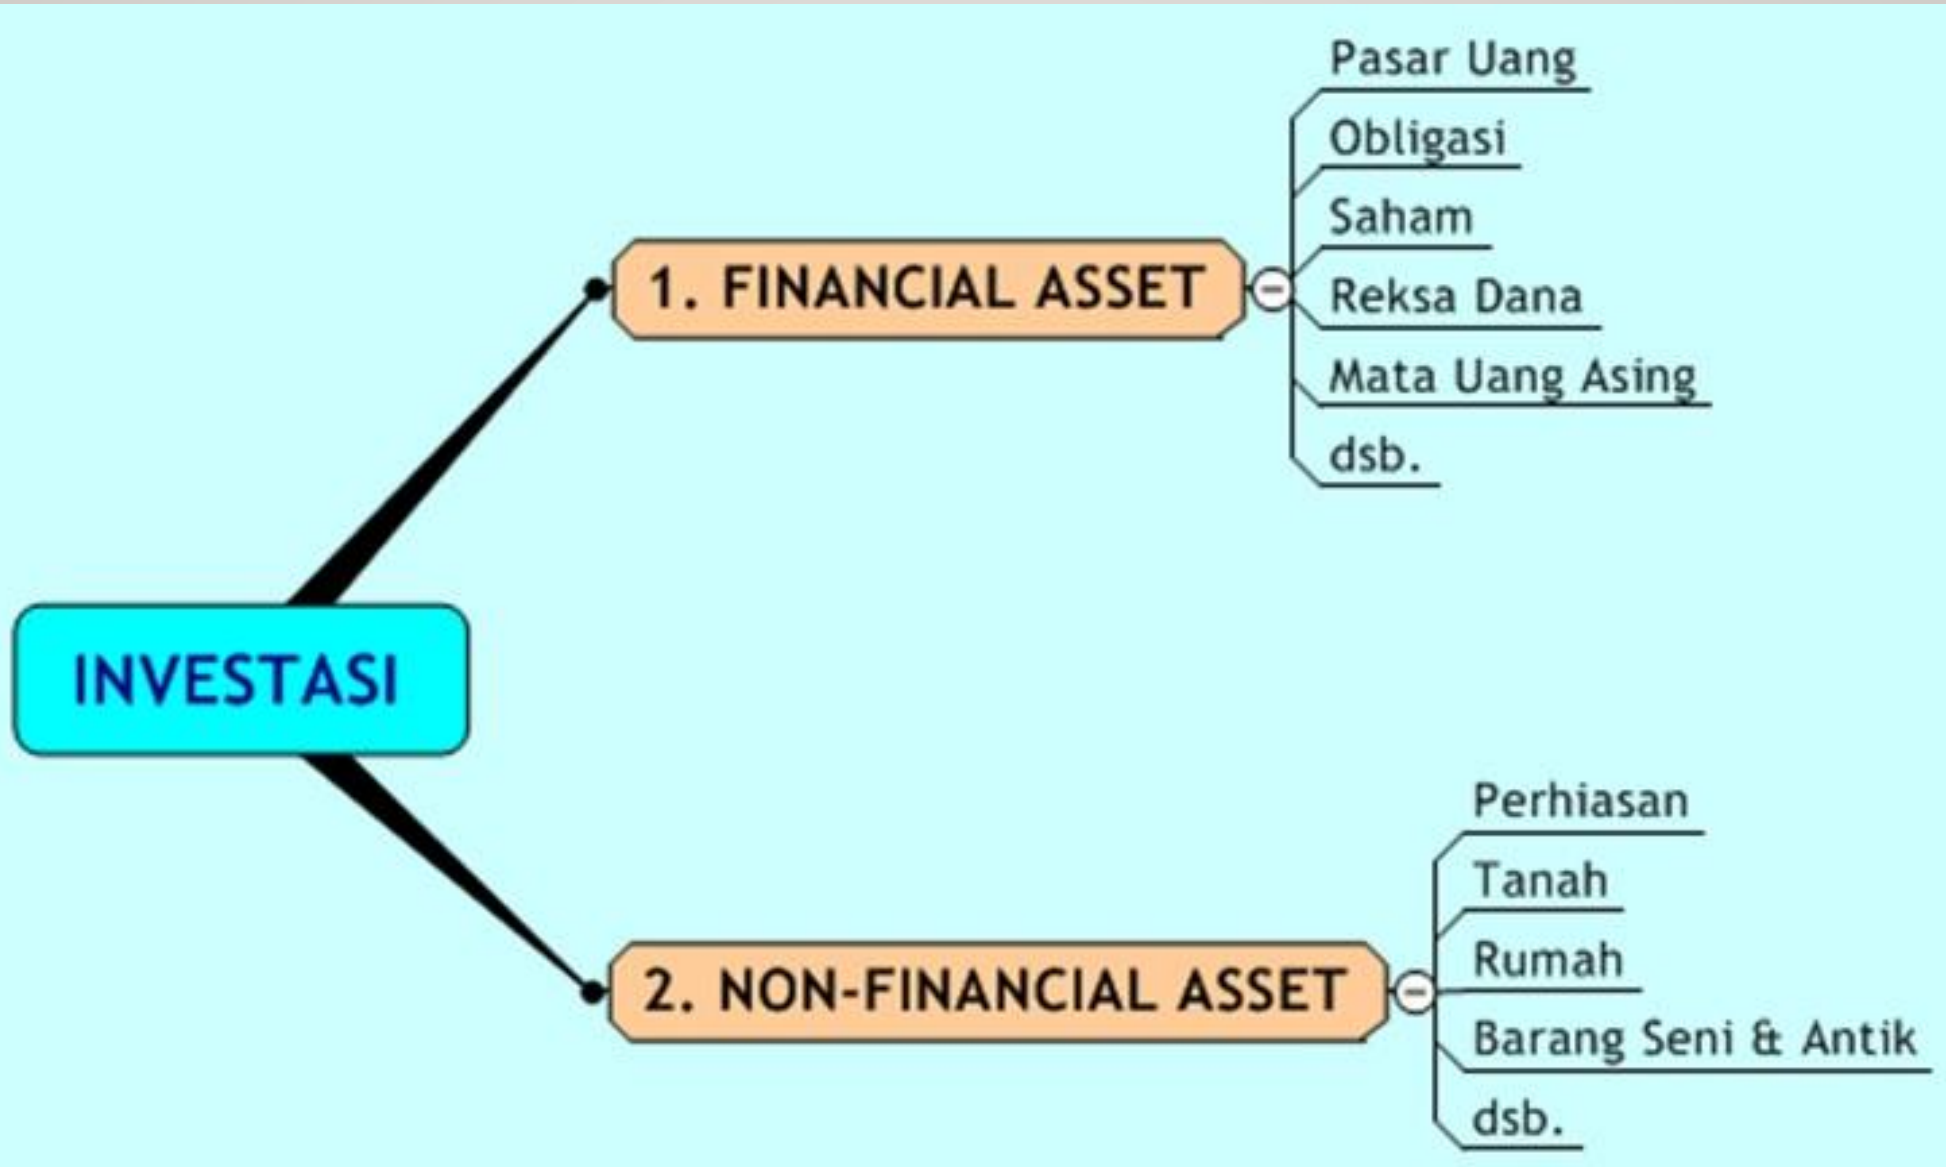 INVESTASI
1. FINANCIAL ASSET
Pasar Uang
Obligasi
Saham
Reksa Dana
Mata Uang Asing
dsb.
2. NON-FINANCIAL ASSET
Perhiasan
Tanah
Rumah
Barang Seni & Antik
dsb.